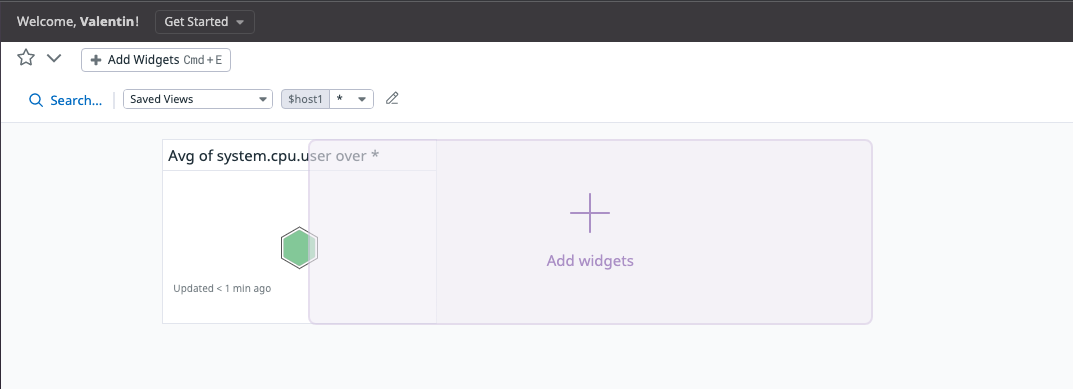 Welcome, Valentin!
Get Started
Add Widgets Cmd+E
Search...
Saved Views
$host1 *
Avg of system.cpu.user over *
Add widgets
Updated < 1 min ago